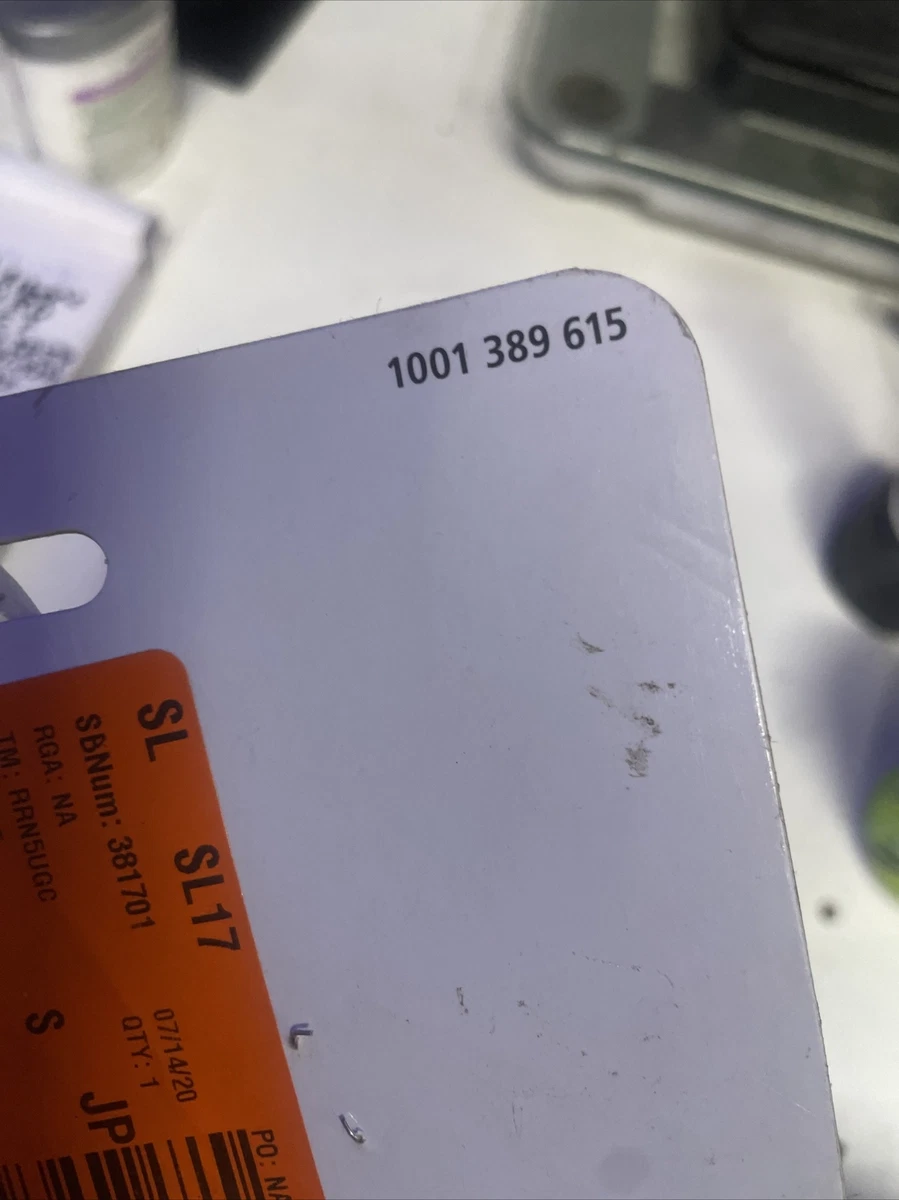 1001 389 615
SL SL17
SBNum: 381701 07/14/20
RGA: NA QTY: 1
TM: RRN5UGC S JP
PO: NA